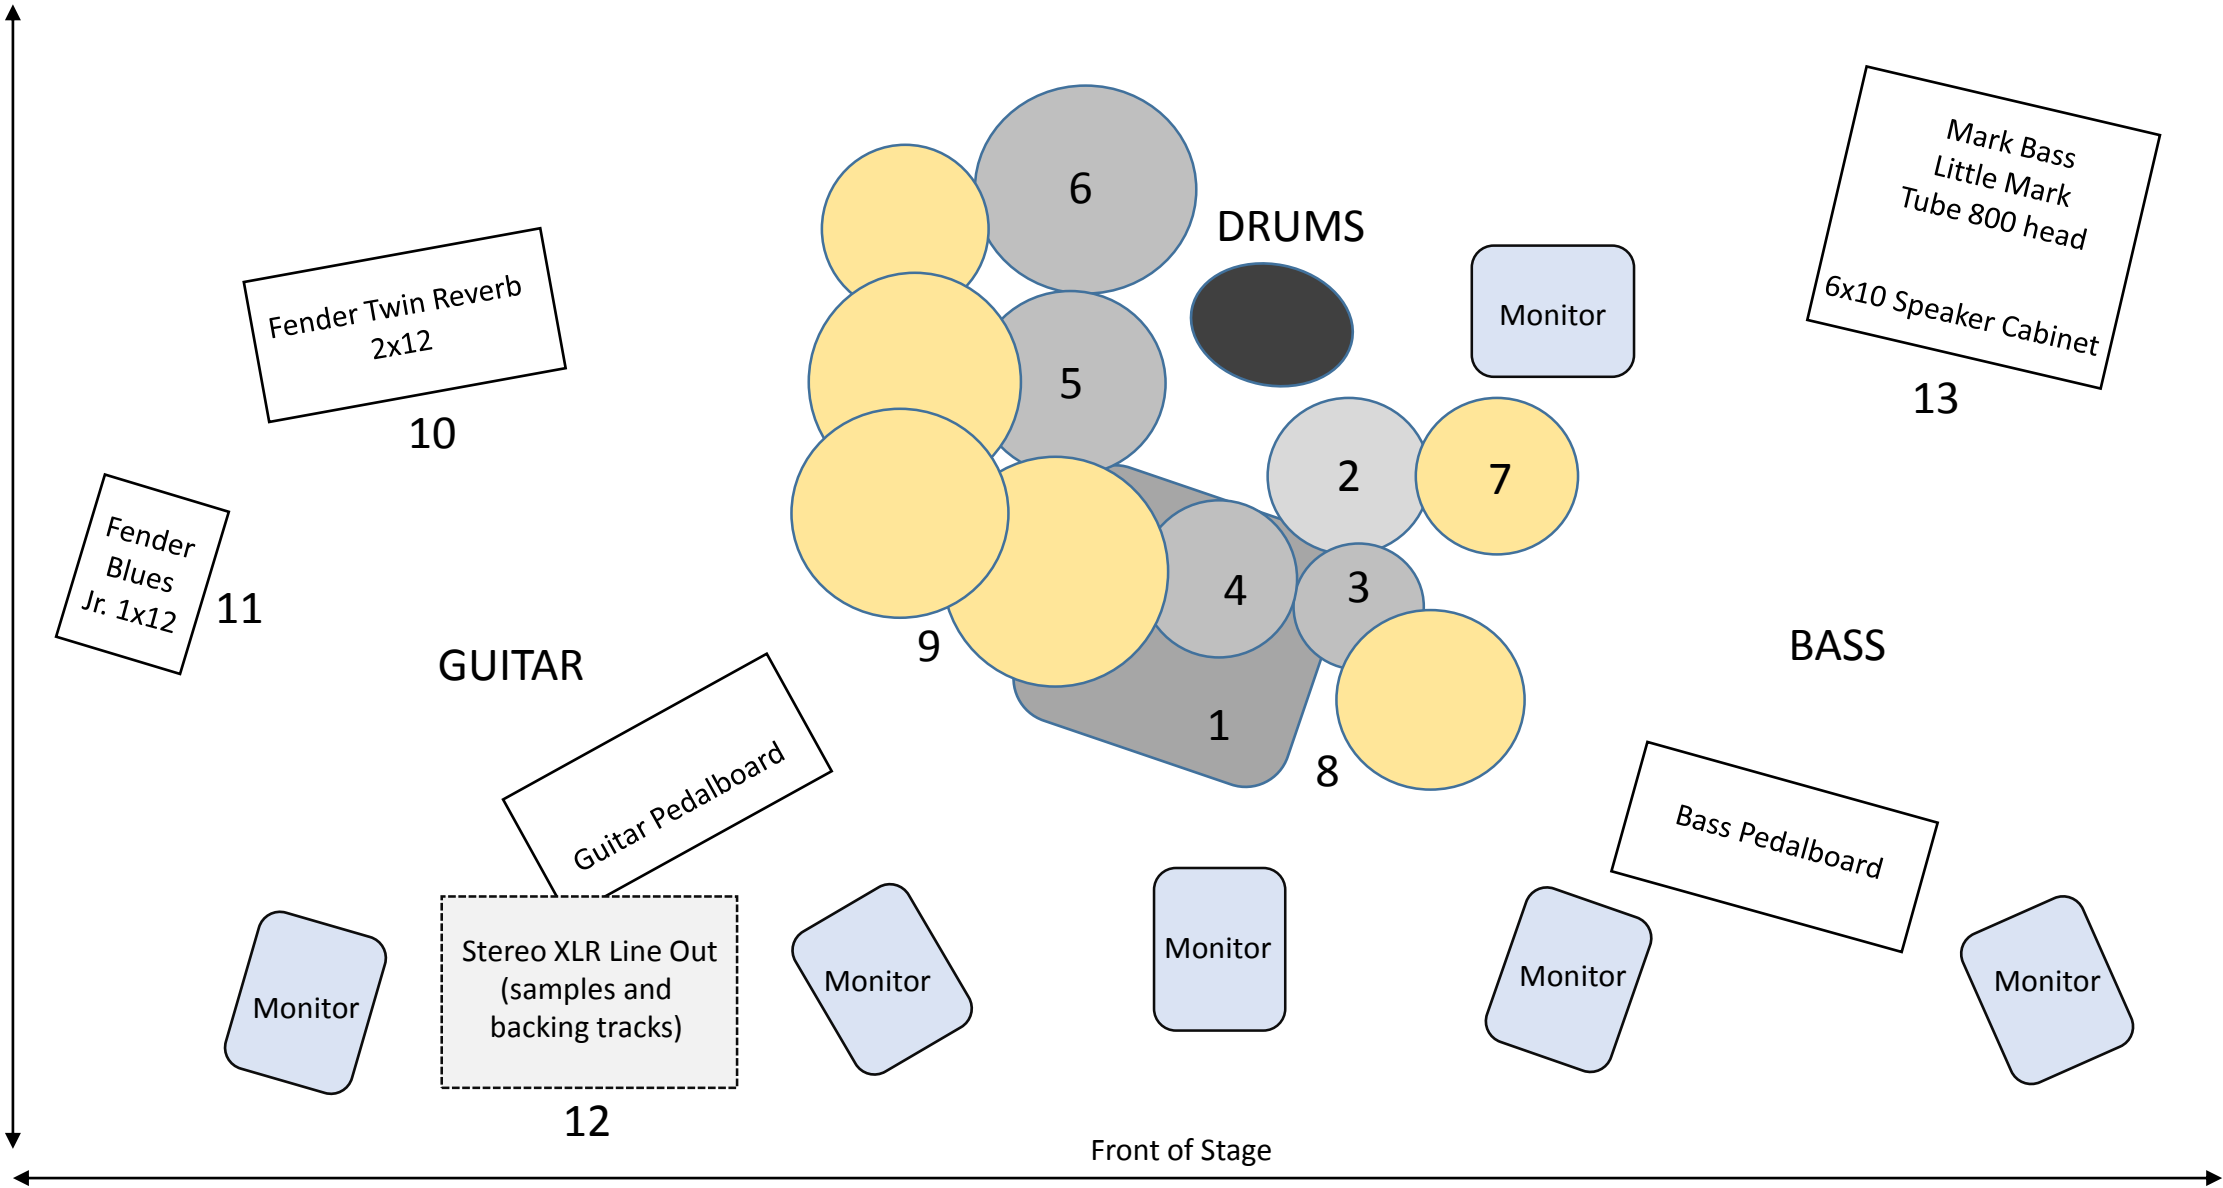 Mark Bass
Little Mark
Tube 800 head
6x10 Speaker Cabinet
13
6
DRUMS
Fender Twin Reverb
2x12
10
Monitor
5
2
7
Fender
Blues
Jr. 1x12
11
4
3
GUITAR
9
BASS
1
8
Guitar Pedalboard
Bass Pedalboard
Monitor
Stereo XLR Line Out
(samples and
backing tracks)
12
Monitor
Monitor
Monitor
Monitor
Front of Stage